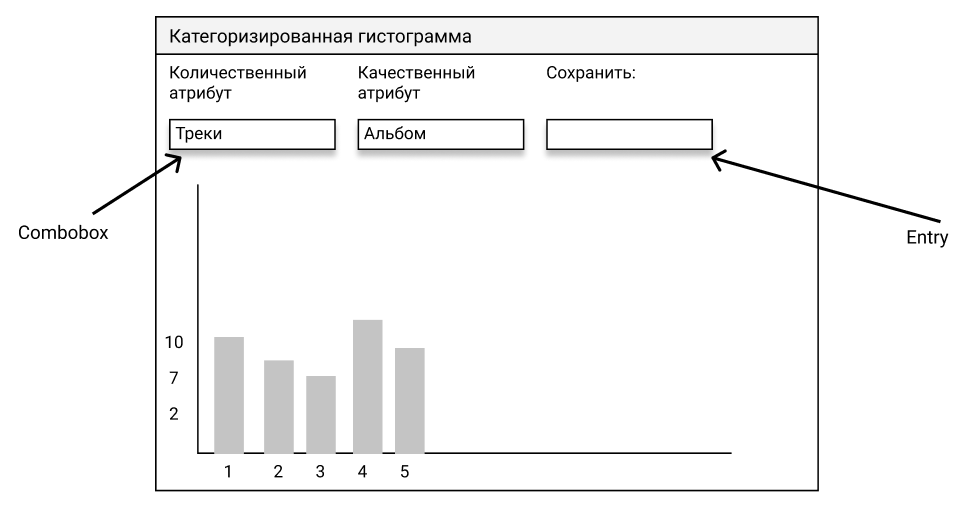 Категоризированная гистограмма
Количественный
атрибут
Качественный
атрибут
Сохранить:
Треки
Альбом
Combobox
Entry
10
7
2
1 2 3 4 5